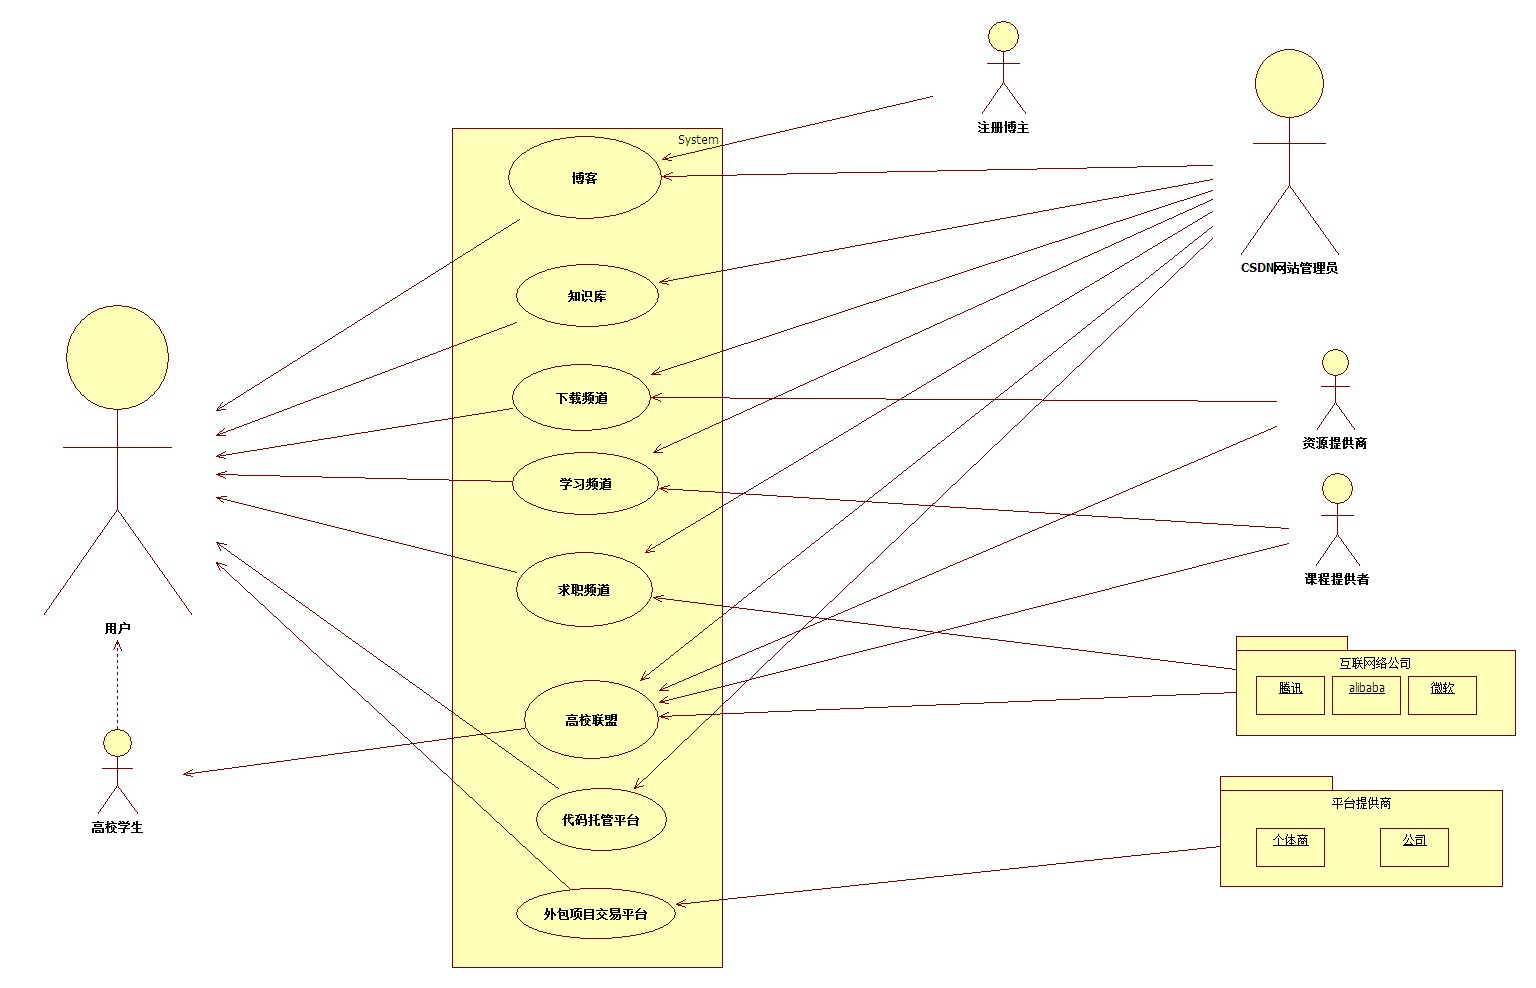 注册博主
System
博客
CSDN网站管理员
知识库
下载频道
资源提供商
学习频道
课程提供者
求职频道
用户
互联网络公司
腾讯 alibaba 微软
高校联盟
平台提供商
代码托管平台
高校学生
个体商 公司
外包项目交易平台